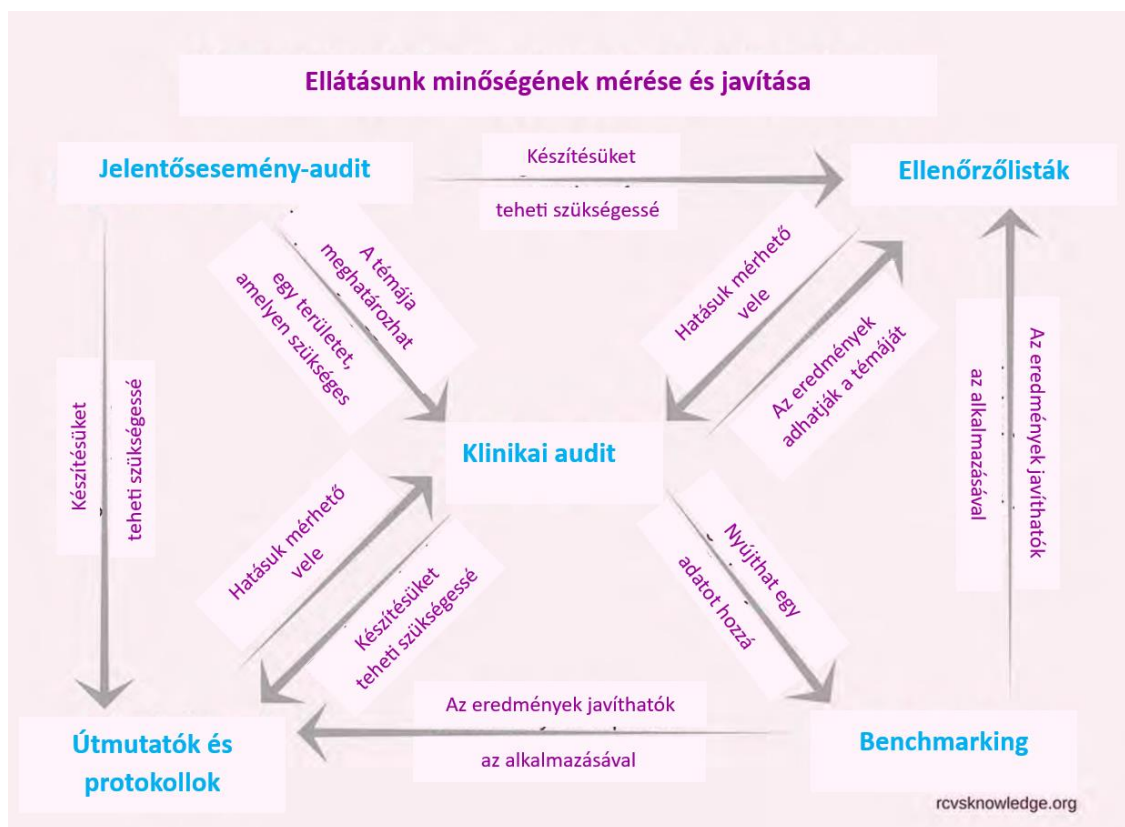 Ellátásunk minőségének mérése és javítása
Jelentősesemény-audit
Készítésüket
teheti szükségessé
Ellenőrzőlisták
A témája
meghatározhat
egy területet,
amelyen szükséges
Hatásuk mérhető
vele
Az eredmények
adhatják a témáját
Készítésüket
teheti szükségessé
Az eredmények javíthatók
az alkalmazásával
Klinikai audit
Hatásuk mérhető
vele
Készítésüket
teheti szükségessé
Nyújthat egy
adatot hozzá
Az eredmények javíthatók
az alkalmazásával
Útmutatók és
protokollok
Benchmarking
rcvsknowledge.org